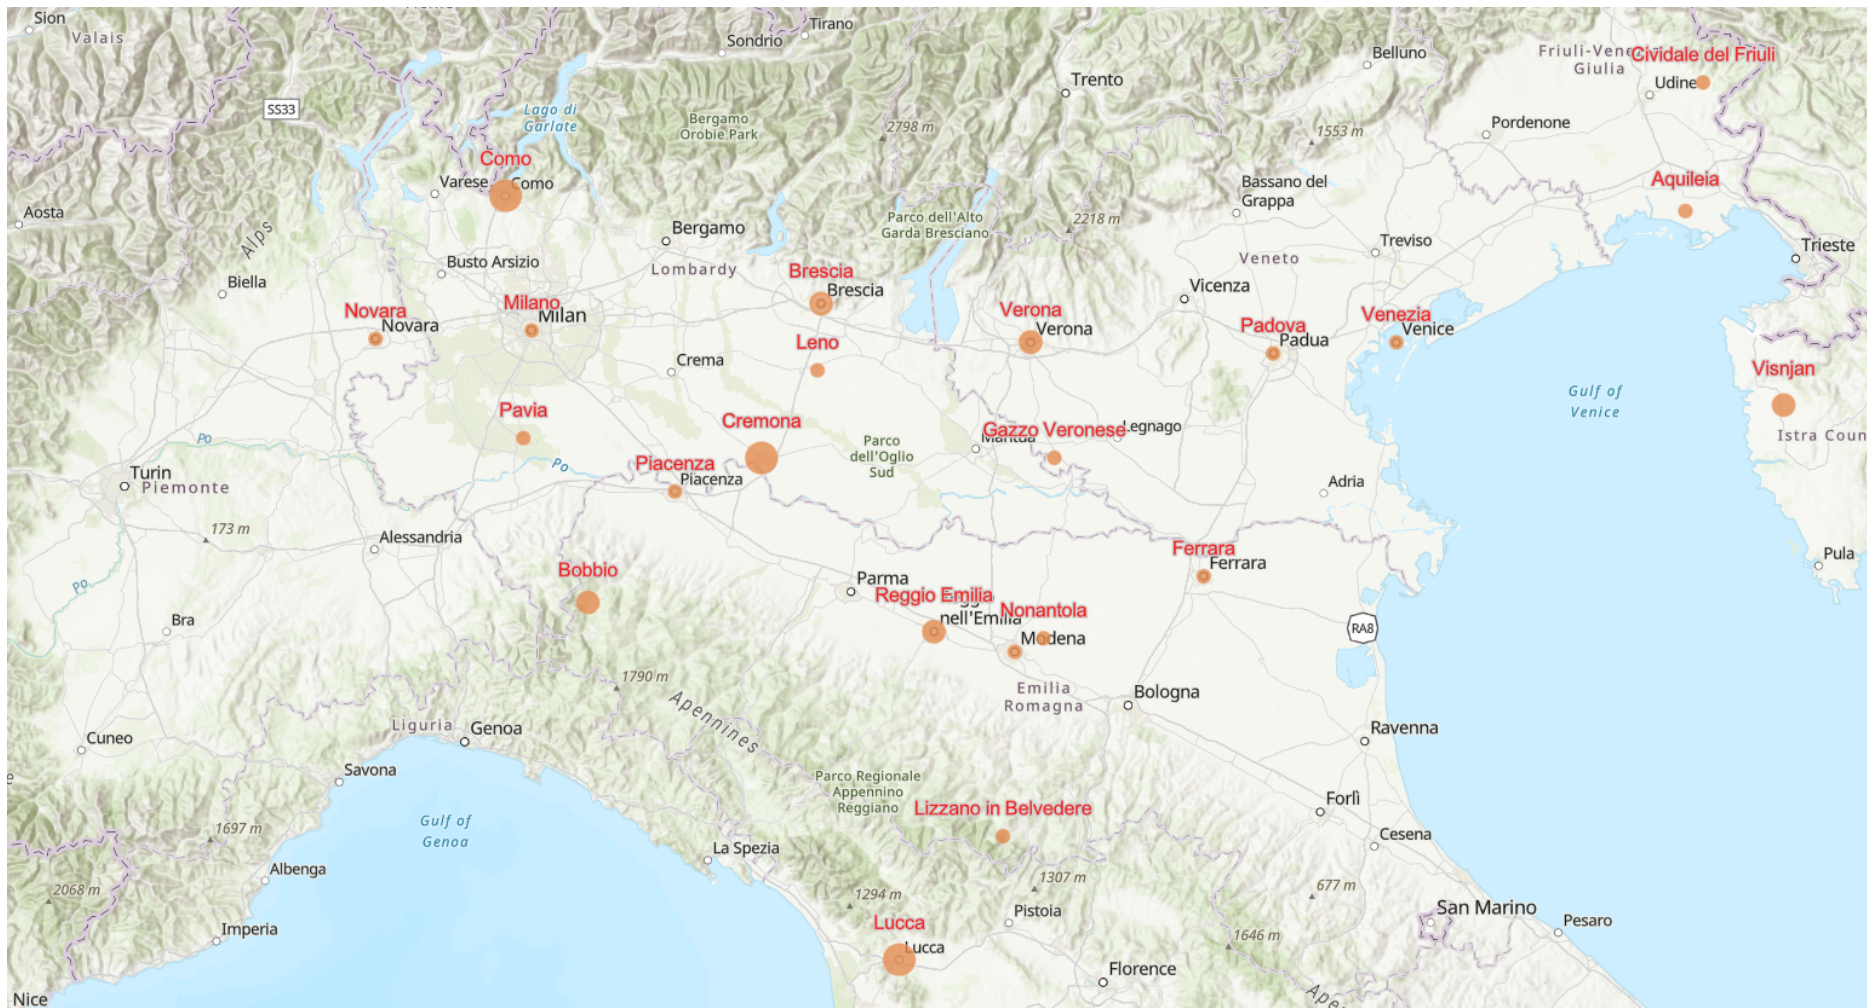 Sion
Valais
Tirano
Sondrio
Belluno
Friuli-Vene
Giulia
Cividale del Friuli
Udine
Trento
SS33
Lago di
Garlate
Bergamo
Orobie Park
2798 m
1553 m
Pordenone
Como
Como
Varese
Aosta
Alps
Bassano del
Grappa
Aquileia
Parco dell'Alto
Garda Bresciano
2218 m
Bergamo
Treviso
Trieste
Busto Arsizio
Lombardy
Veneto
Biella
Brescia
Brescia
Vicenza
Novara
Novara
Milano
Milan
Verona
Verona
Padova
Padua
Venezia
Venice
Leno
Crema
Visnjan
Gulf of
Venice
Pavia
Cremona
Gazzo Veronese
Legnago
Mantua
Istra Coun
Po
Parco
dell'Oglio
Sud
Po
Piacenza
Piacenza
Turin
Piemonte
Adria
173 m
Alessandria
Ferrara
Ferrara
Pula
Po
Bobbio
Parma
Reggio Emilia
nell'Emilia
Nonantola
Modena
Bra
RA8
1790 m
Emilia
Romagna
Bologna
Apennines
Liguria
Genoa
Cuneo
Ravenna
Savona
Parco Regionale
Appennino
Reggiano
Lizzano in Belvedere
Forlì
Gulf of
Genoa
1697 m
Cesena
La Spezia
Albenga
2068 m
1307 m
1294 m
677 m
Pistoia
San Marino
Pesaro
Lucca
Lucca
Imperia
1646 m
Florence
Nice